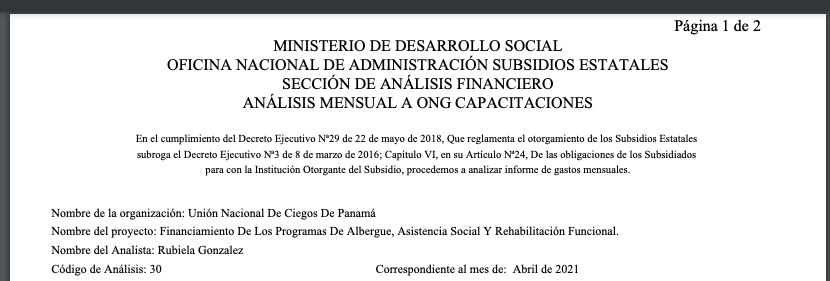 Página 1 de 2
MINISTERIO DE DESARROLLO SOCIAL
OFICINA NACIONAL DE ADMINISTRACIÓN SUBSIDIOS ESTATALES
SECCIÓN DE ANÁLISIS FINANCIERO
ANÁLISIS MENSUAL A ONG CAPACITACIONES
En el cumplimiento del Decreto Ejecutivo Nª29 de 22 de mayo de 2018, Que reglamenta el otorgamiento de los Subsidios Estatales
subroga el Decreto Ejecutivo Nª3 de 8 de marzo de 2016; Capítulo VI, en su Artículo Nª24, De las obligaciones de los Subsidiados
para con la Institución Otorgante del Subsidio, procedemos a analizar informe de gastos mensuales.
Nombre de la organización: Unión Nacional De Ciegos De Panamá
Nombre del proyecto: Financiamiento De Los Programas De Albergue, Asistencia Social Y Rehabilitación Funcional.
Nombre del Analista: Rubiela Gonzalez
Código de Análisis: 30 Correspondiente al mes de: Abril de 2021